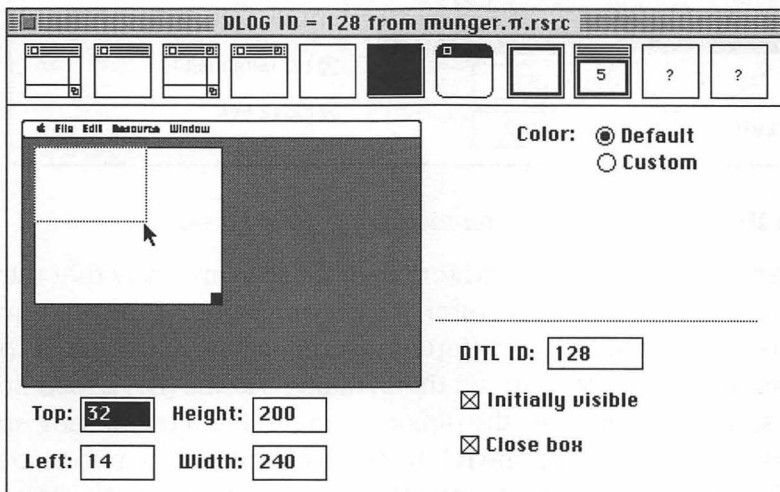 DLOG ID = 128 from munger.π.rsrc
5 ? ?
File Edit Resource Window
Color: Default
Custom
DITL ID: 128
Initially visible
Close box
Top: 32 Height: 200
Left: 14 Width: 240